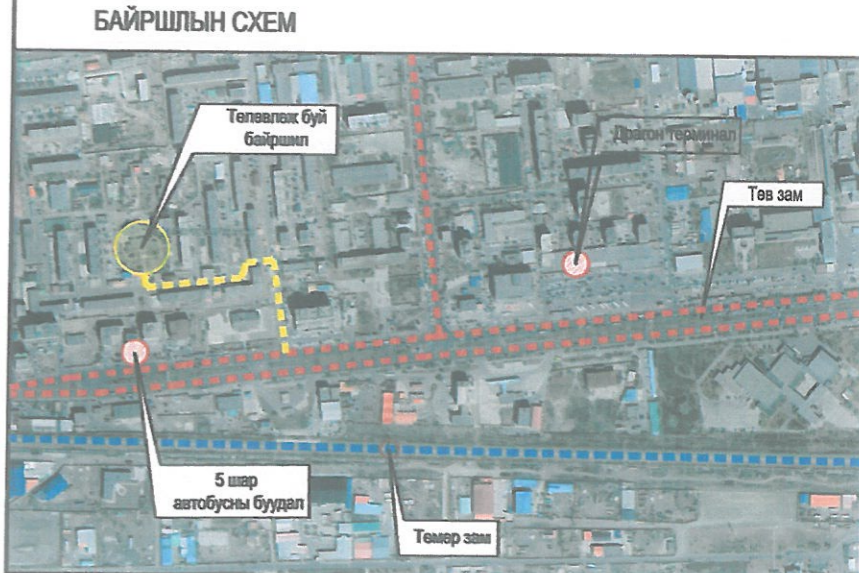 БАЙРШЛЫН СХЕМ
Төлөвлөж буй
байршил
Драгон терминал
Төв зам
5 шар
автобусны буудал
Төмөр зам